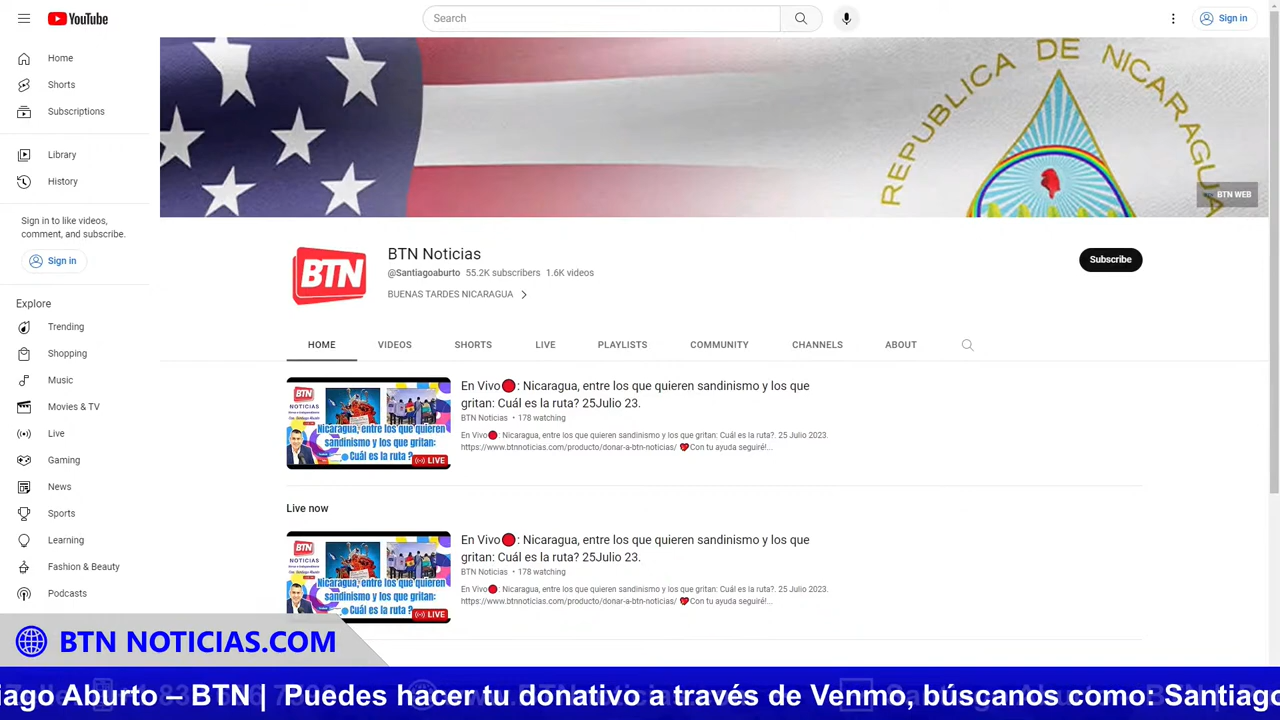 YouTube
Search
Sign in
Home
Shorts
Subscriptions
Library
History
Sign in to like videos,
comment, and subscribe.
Sign in
Explore
Trending
Shopping
Music
Movies & TV
Live
Gaming
News
Sports
Learning
Fashion & Beauty
Podcasts
REPUBLICA DE NICARAGUA
BTN WEB
BTN
BTN Noticias
@Santiagoaburto 55.2K subscribers 1.6K videos
BUENAS TARDES NICARAGUA
Subscribe
HOME VIDEOS SHORTS LIVE PLAYLISTS COMMUNITY CHANNELS ABOUT
BTN
NOTICIAS
Nicaragua, entre los que quieren
sandinismo y los que gritan:
Cuál es la ruta ?
LIVE
En Vivo🔴: Nicaragua, entre los que quieren sandinismo y los que
gritan: Cuál es la ruta? 25Julio 23.
BTN Noticias • 178 watching
En Vivo🔴: Nicaragua, entre los que quieren sandinismo y los que gritan: Cuál es la ruta?. 25 Julio 2023.
https://www.btnnoticias.com/producto/donar-a-btn-noticias/ 💖Con tu ayuda seguiré!...
Live now
BTN
NOTICIAS
Nicaragua, entre los que quieren
sandinismo y los que gritan:
Cuál es la ruta ?
LIVE
En Vivo🔴: Nicaragua, entre los que quieren sandinismo y los que
gritan: Cuál es la ruta? 25Julio 23.
BTN Noticias • 178 watching
En Vivo🔴: Nicaragua, entre los que quieren sandinismo y los que gritan: Cuál es la ruta?. 25 Julio 2023.
https://www.btnnoticias.com/producto/donar-a-btn-noticias/ 💖Con tu ayuda seguiré!...
BTN NOTICIAS.COM
iago Aburto – BTN | Puedes hacer tu donativo a través de Venmo, búscanos como: Santiago